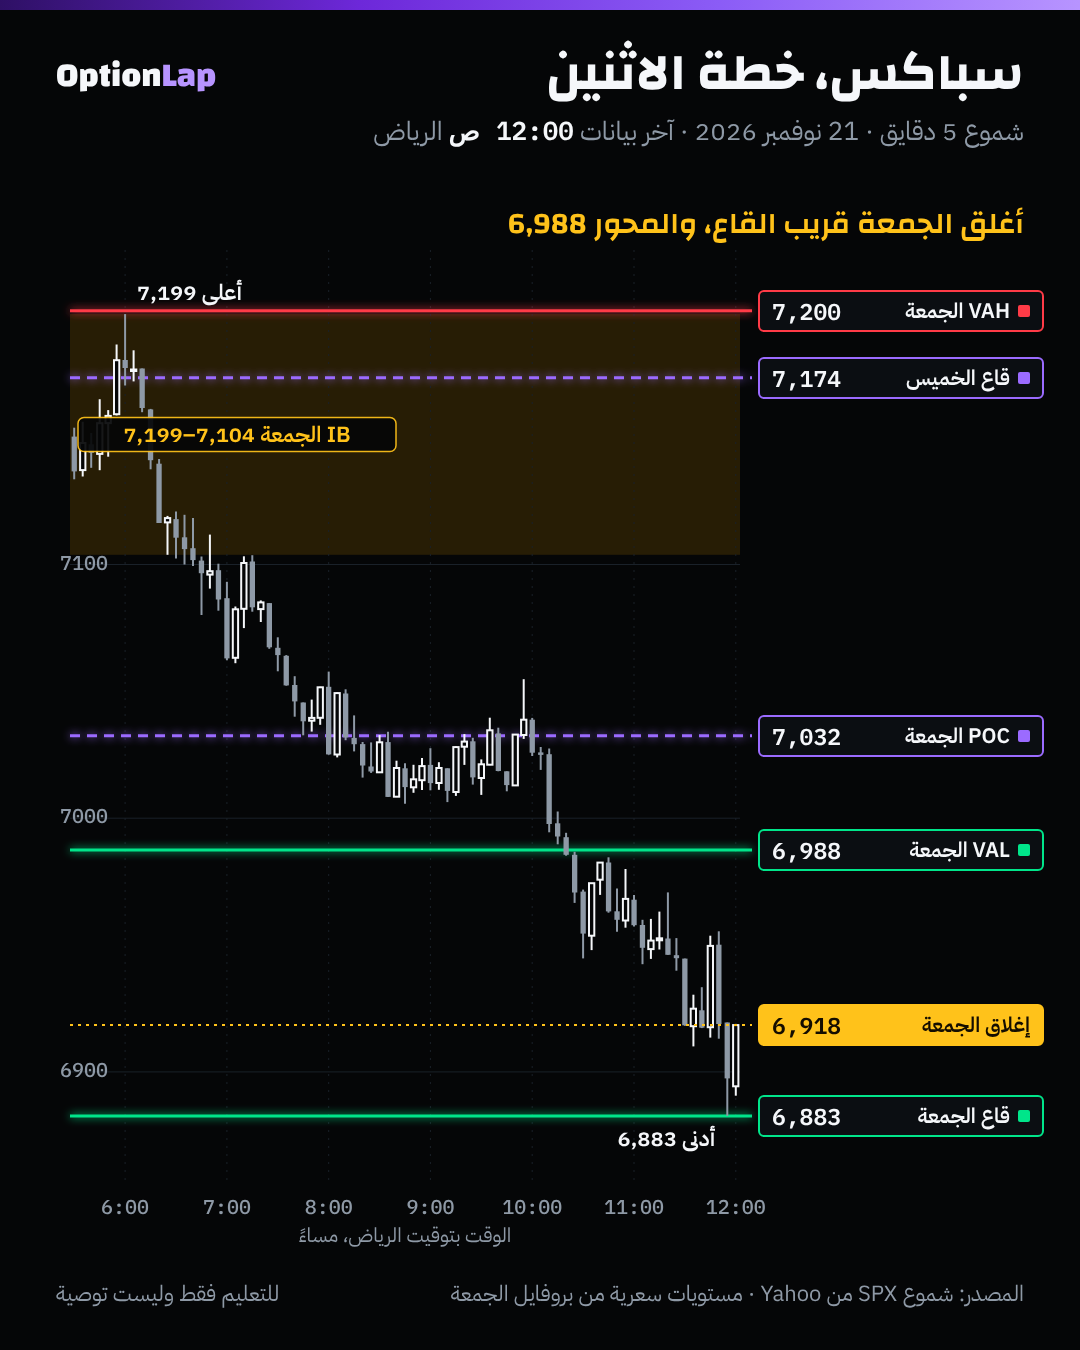 سباكس، خطة الاثنين
OptionLap
شموع 5 دقايق · 21 نوفمبر 2026 · آخر بيانات 12:00 ص الرياض
أغلق الجمعة قريب القاع، والمحور 6,988
أعلى 7,199
VAH الجمعة 7,200
قاع الخميس 7,174
IB الجمعة 7,104–7,199
7100
POC الجمعة 7,032
7000
VAL الجمعة 6,988
إغلاق الجمعة 6,918
6900
قاع الجمعة 6,883
أدنى 6,883
6:00 7:00 8:00 9:00 10:00 11:00 12:00
الوقت بتوقيت الرياض، مساءً
المصدر: شموع SPX من Yahoo · مستويات سعرية من بروفايل الجمعة
للتعليم فقط وليست توصية